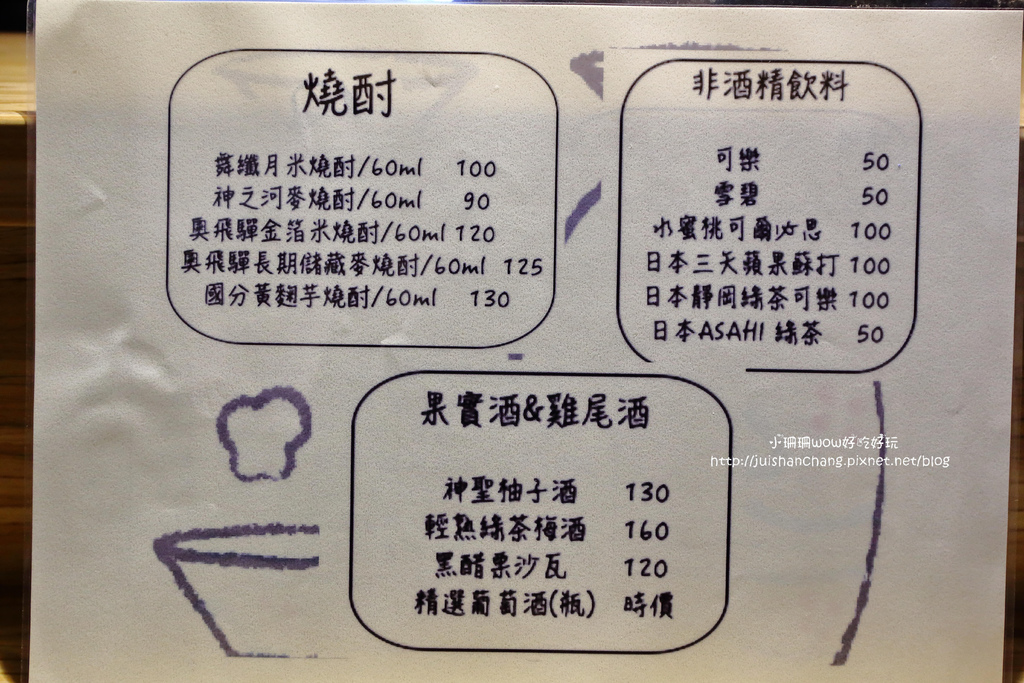 燒酎
舞纖月米燒酎/60ml 100
神之河麥燒酎/60ml 90
奧飛驒金箔米燒酎/60ml 120
奧飛驒長期儲藏麥燒酎/60ml 125
國分黃麴芋燒酎/60ml 130
非酒精飲料
可樂 50
雪碧 50
水蜜桃可爾必思 100
日本三矢蘋果蘇打 100
日本靜岡綠茶可樂 100
日本ASAHI 綠茶 50
果實酒&雞尾酒
神聖柚子酒 130
輕熟綠茶梅酒 160
黑醋栗沙瓦 120
精選葡萄酒(瓶) 時價
小珊珊wow好吃好玩
http://juishanchang.pixnet.net/blog